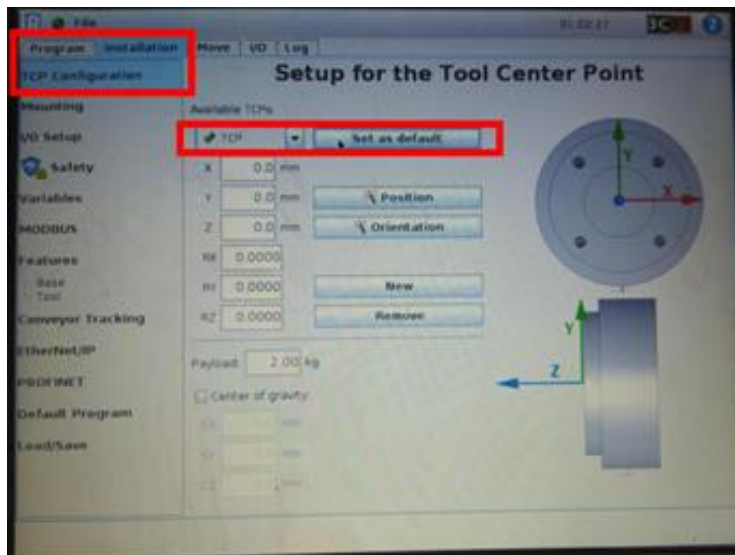 File
Program Installation Move I/O Log
TCP Configuration
Setup for the Tool Center Point
Mounting
Available TCPs
I/O Setup
TCP
Set as default
Safety
X 0.0 mm
Variables
Y 0.0 mm
Position
MODBUS
Z 0.0 mm
Orientation
Features
RX 0.0000
Base
Tool
RY 0.0000
New
Conveyor Tracking
RZ 0.0000
Remove
EtherNet/IP
Payload: 2.00 kg
PROFINET
Center of gravity
Default Program
Load/Save
Y
X
Y
Z